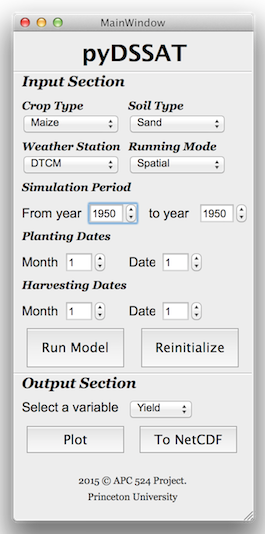 MainWindow
pyDSSAT
Input Section
Crop Type Soil Type
Maize Sand
Weather Station Running Mode
DTCM Spatial
Simulation Period
From year 1950 to year 1950
Planting Dates
Month 1 Date 1
Harvesting Dates
Month 1 Date 1
Run Model Reinitialize
Output Section
Select a variable Yield
Plot To NetCDF
2015 © APC 524 Project.
Princeton University